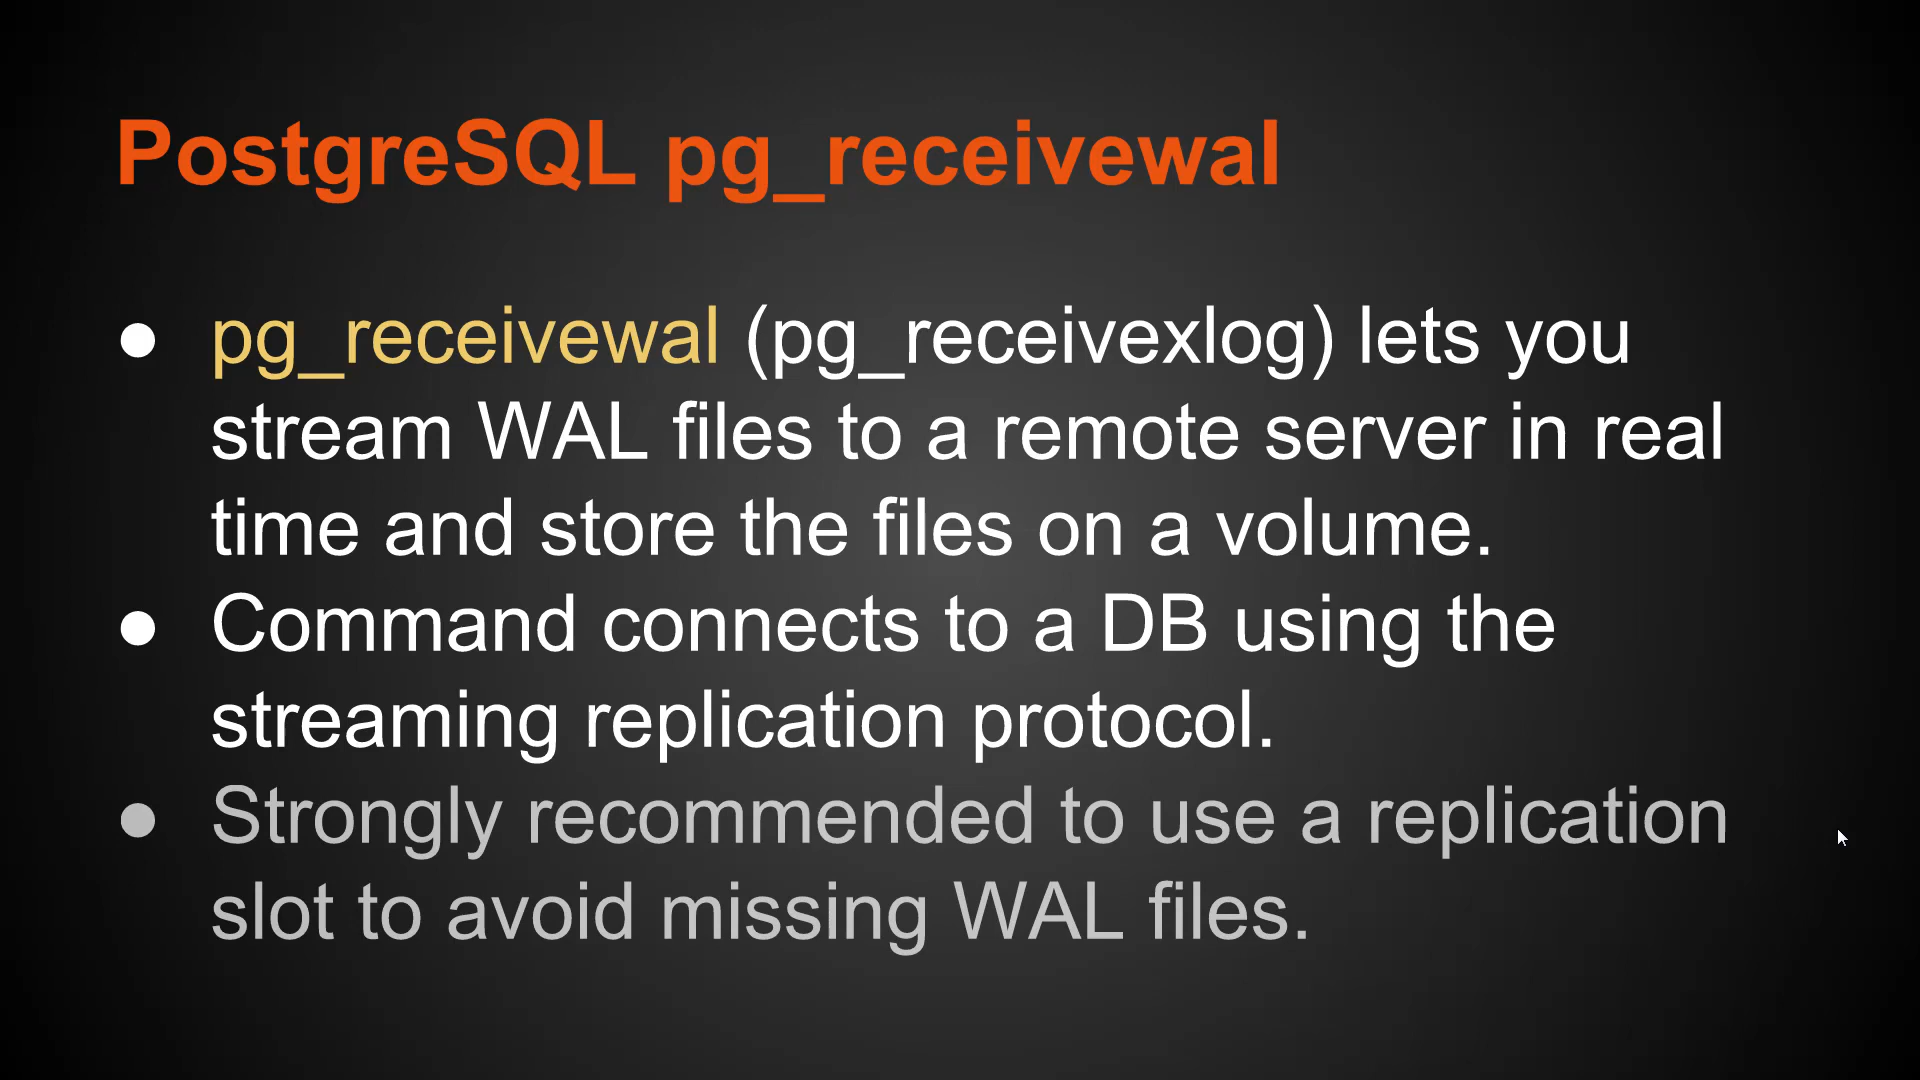 PostgreSQL pg_receivewal
● pg_receivewal (pg_receivexlog) lets you
stream WAL files to a remote server in real
time and store the files on a volume.
● Command connects to a DB using the
streaming replication protocol.
● Strongly recommended to use a replication
slot to avoid missing WAL files.